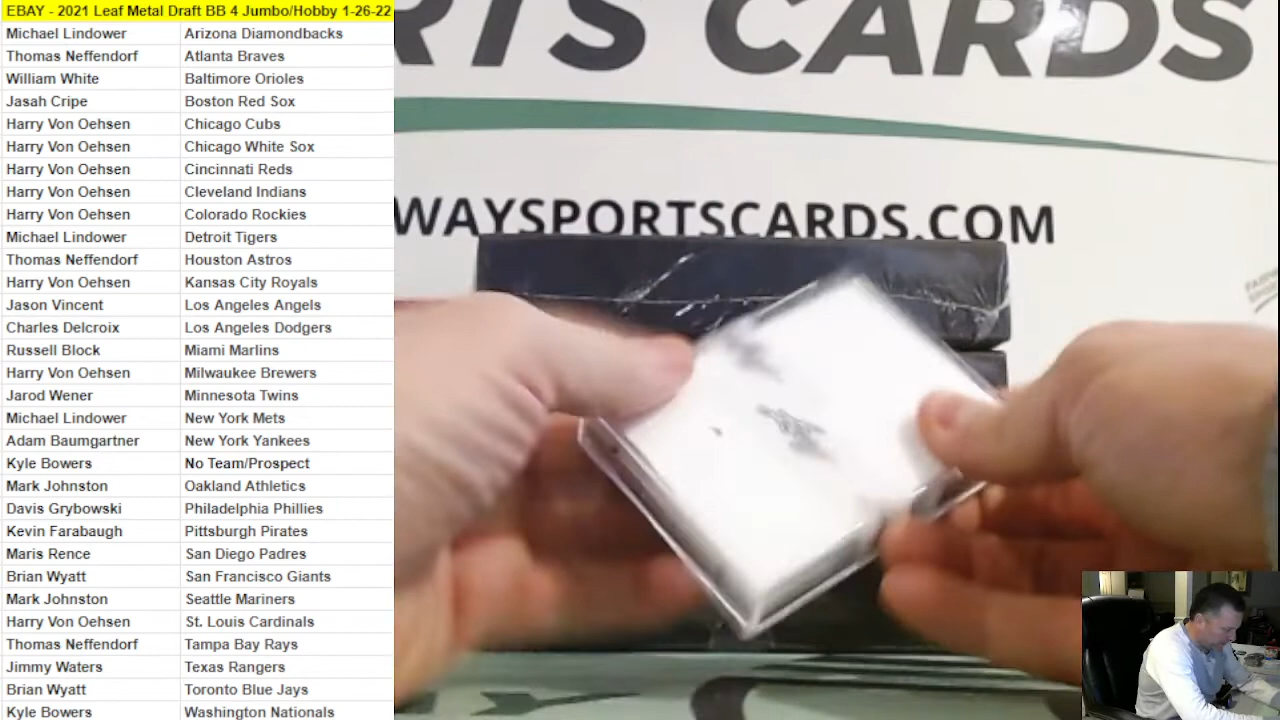 EBAY - 2021 Leaf Metal Draft BB 4 Jumbo/Hobby 1-26-22
Michael Lindower Arizona Diamondbacks
Thomas Neffendorf Atlanta Braves
William White Baltimore Orioles
Jasah Cripe Boston Red Sox
Harry Von Oehsen Chicago Cubs
Harry Von Oehsen Chicago White Sox
Harry Von Oehsen Cincinnati Reds
Harry Von Oehsen Cleveland Indians
Harry Von Oehsen Colorado Rockies
Michael Lindower Detroit Tigers
Thomas Neffendorf Houston Astros
Harry Von Oehsen Kansas City Royals
Jason Vincent Los Angeles Angels
Charles Delcroix Los Angeles Dodgers
Russell Block Miami Marlins
Harry Von Oehsen Milwaukee Brewers
Jarod Wener Minnesota Twins
Michael Lindower New York Mets
Adam Baumgartner New York Yankees
Kyle Bowers No Team/Prospect
Mark Johnston Oakland Athletics
Davis Grybowski Philadelphia Phillies
Kevin Farabaugh Pittsburgh Pirates
Maris Rence San Diego Padres
Brian Wyatt San Francisco Giants
Mark Johnston Seattle Mariners
Harry Von Oehsen St. Louis Cardinals
Thomas Neffendorf Tampa Bay Rays
Jimmy Waters Texas Rangers
Brian Wyatt Toronto Blue Jays
Kyle Bowers Washington Nationals
RTS CARDS
WAYSPORTSCARDS.COM